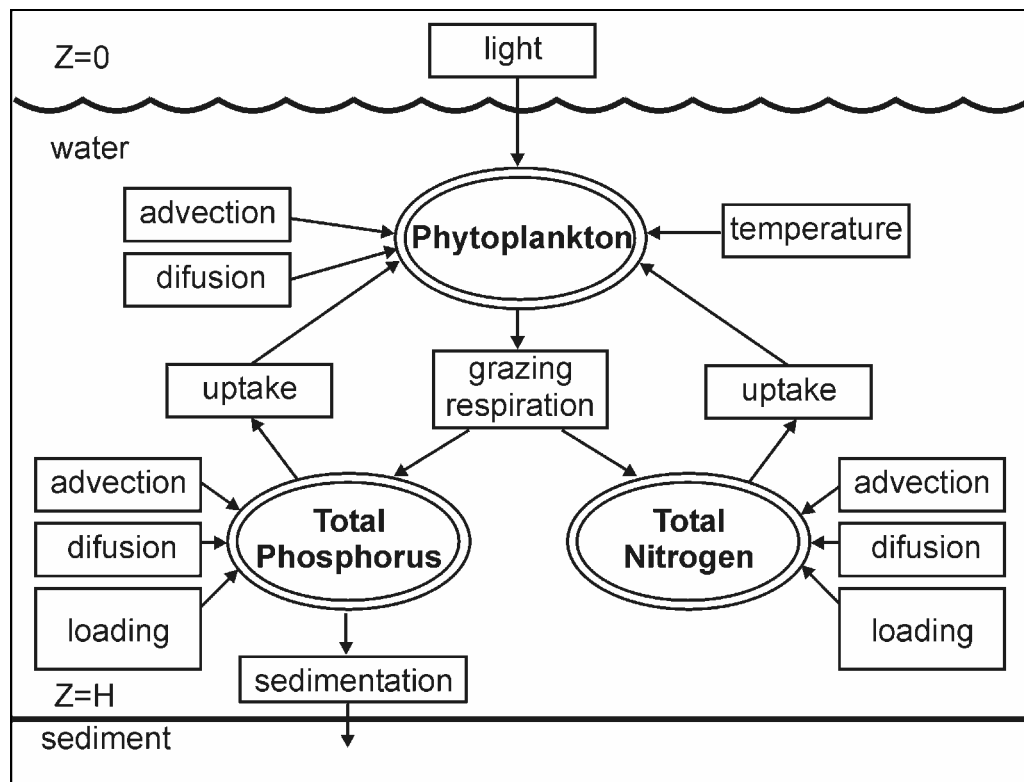 Z=0
light
water
advection
Phytoplankton
temperature
difusion
uptake
grazing
respiration
uptake
advection
difusion
loading
Total
Phosphorus
Total
Nitrogen
advection
difusion
loading
sedimentation
Z=H
sediment